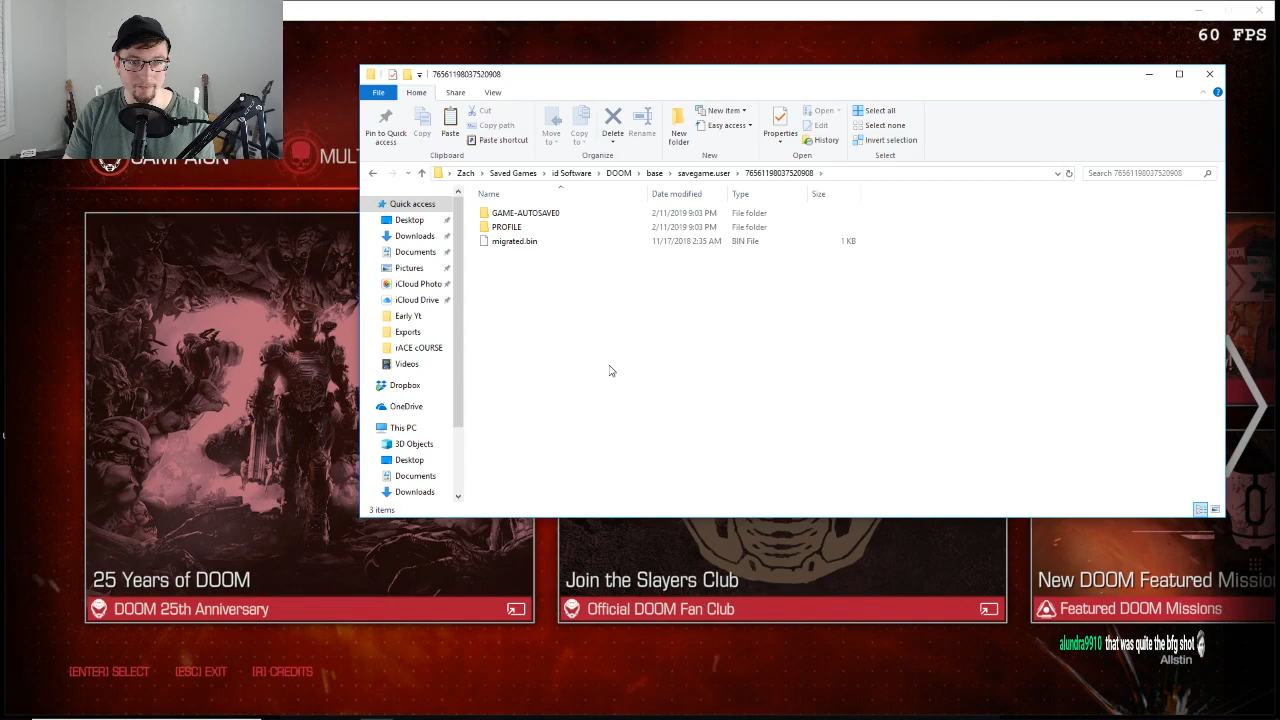 60 FPS
76561198037520908
File Home Share View
Pin to Quick access
Copy
Paste
Cut
Copy path
Paste shortcut
Clipboard
Move to
Copy to
Delete
Rename
Organize
New folder
New item
Easy access
New
Properties
Open
Edit
History
Open
Select all
Select none
Invert selection
Select
Zach > Saved Games > id Software > DOOM > base > savegame.user > 76561198037520908 >
Search 76561198037520908
Name Date modified Type Size
GAME-AUTOSAVE0 2/11/2019 9:03 PM File folder
PROFILE 2/11/2019 9:03 PM File folder
migrated.bin 11/17/2018 2:35 AM BIN File 1 KB
Quick access
Desktop
Downloads
Documents
Pictures
iCloud Photo
iCloud Drive
Early Yt
Exports
rACE cOURSE
Videos
Dropbox
OneDrive
This PC
3D Objects
Desktop
Documents
Downloads
3 items
25 Years of DOOM
DOOM 25th Anniversary
Join the Slayers Club
Official DOOM Fan Club
New DOOM Featured Missio
Featured DOOM Missions
alundra9910 that was quite the bfg shot
Allstin
[ENTER] SELECT [ESC] EXIT [R] CREDITS